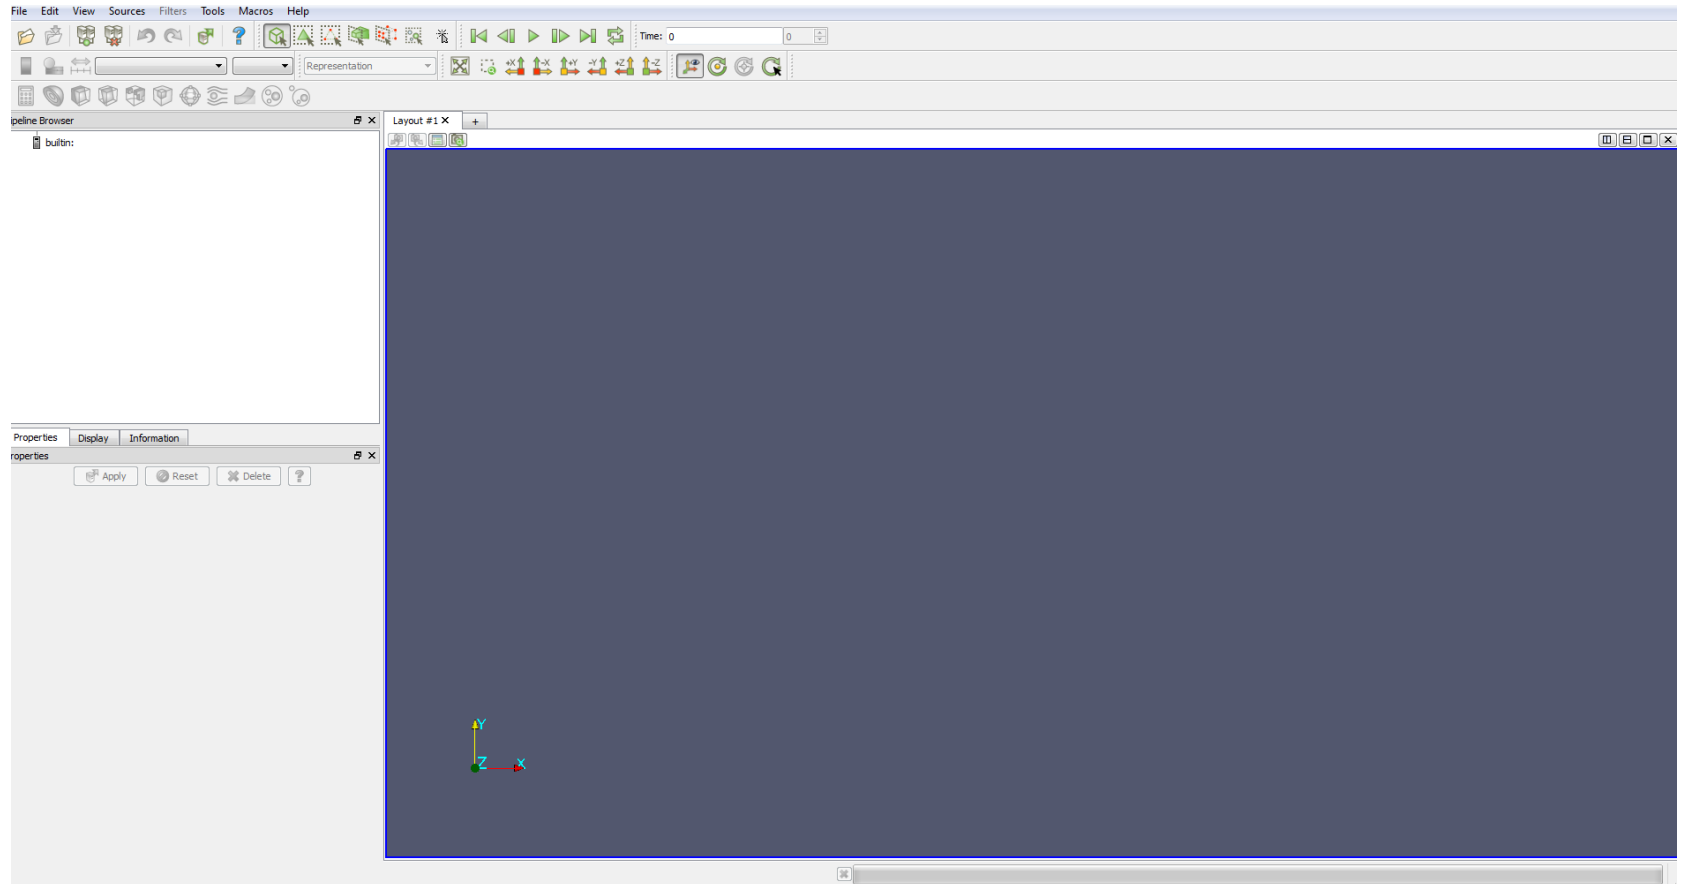 File Edit View Sources Filters Tools Macros Help
Time: 0 0
Representation
+X -X +Y -Y +Z -Z
ipeline Browser
Layout #1
builtin:
Properties Display Information
roperties
Apply Reset Delete ?
Y
Z X